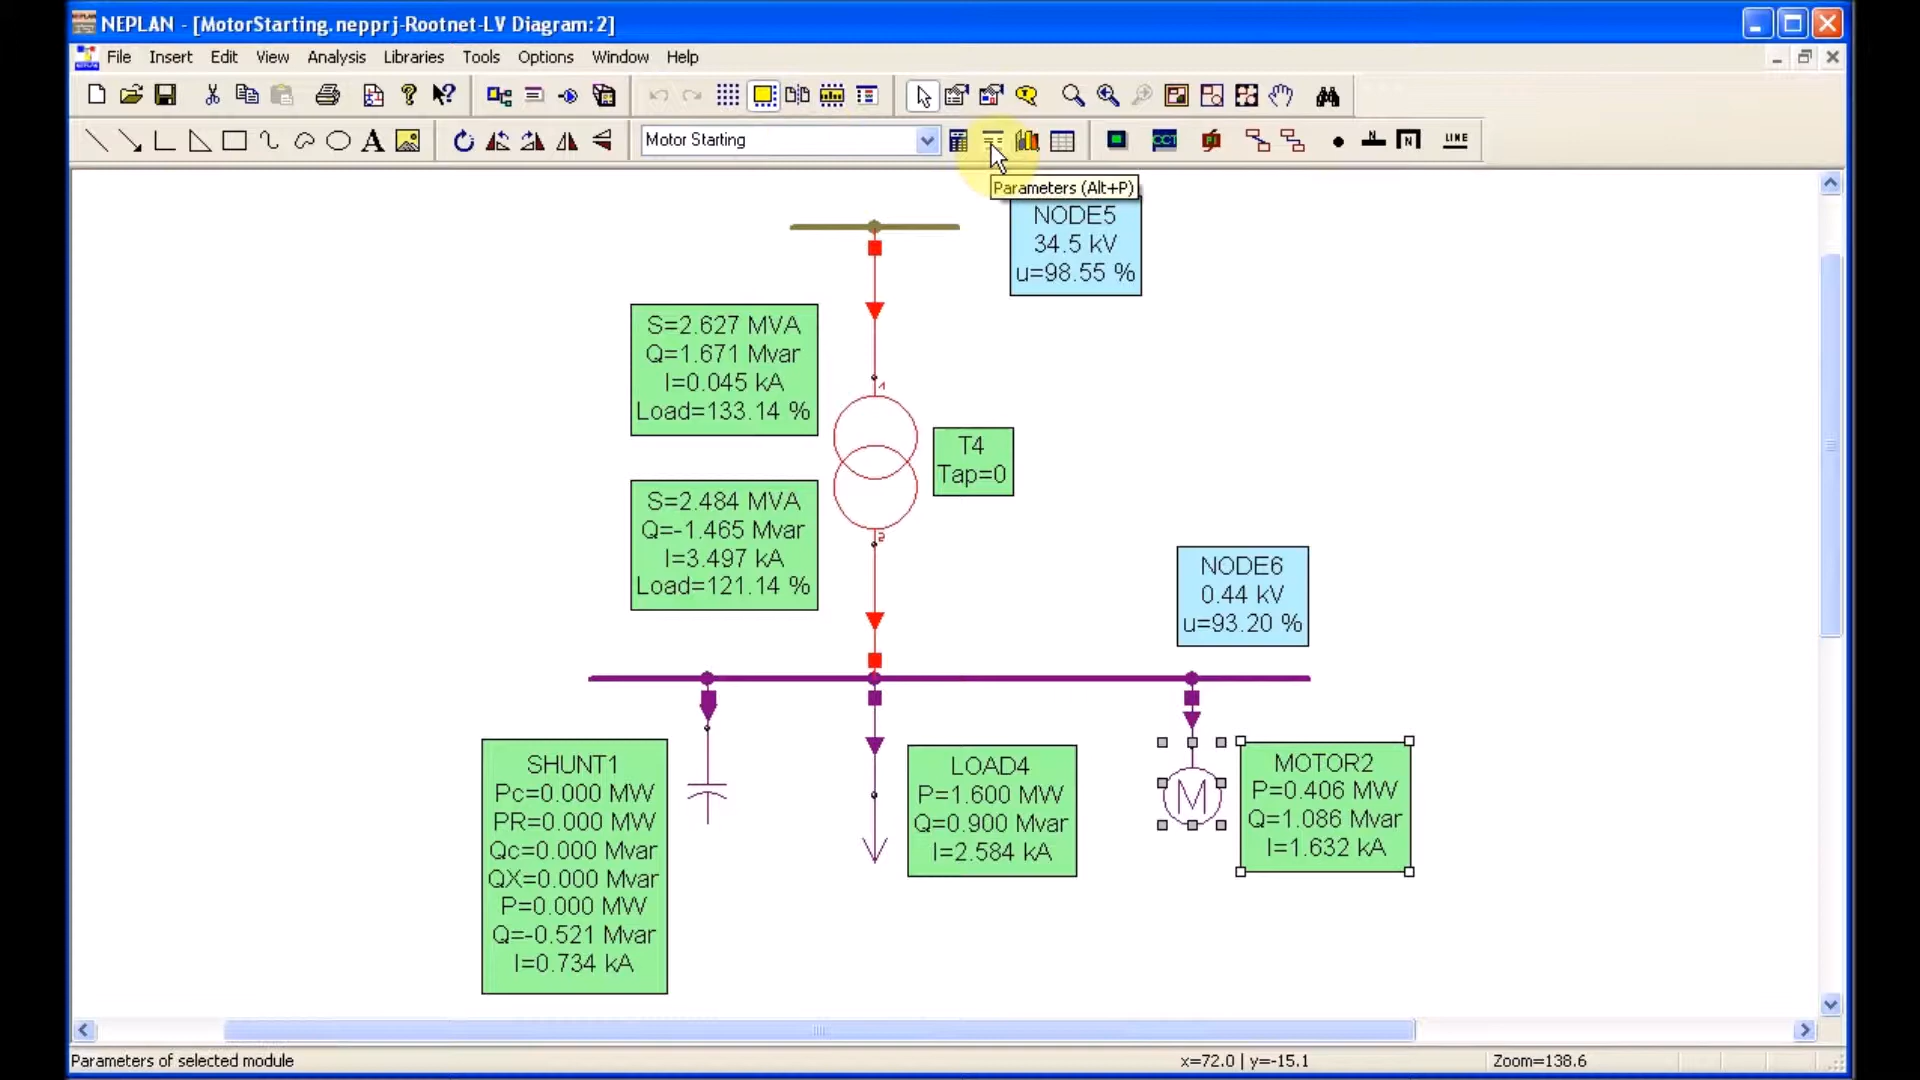 NEPLAN - [MotorStarting.nepprj-Rootnet-LV Diagram:2]
File Insert Edit View Analysis Libraries Tools Options Window Help
Motor Starting
CCT
N
LINE
Parameters (Alt+P)
NODE5
34.5 kV
u=98.55 %
S=2.627 MVA
Q=1.671 Mvar
I=0.045 kA
Load=133.14 %
1
T4
Tap=0
S=2.484 MVA
Q=-1.465 Mvar
I=3.497 kA
Load=121.14 %
2
NODE6
0.44 kV
u=93.20 %
SHUNT1
Pc=0.000 MW
PR=0.000 MW
Qc=0.000 Mvar
QX=0.000 Mvar
P=0.000 MW
Q=-0.521 Mvar
I=0.734 kA
LOAD4
P=1.600 MW
Q=0.900 Mvar
I=2.584 kA
M
MOTOR2
P=0.406 MW
Q=1.086 Mvar
I=1.632 kA
Parameters of selected module
x=72.0 | y=-15.1
Zoom=138.6